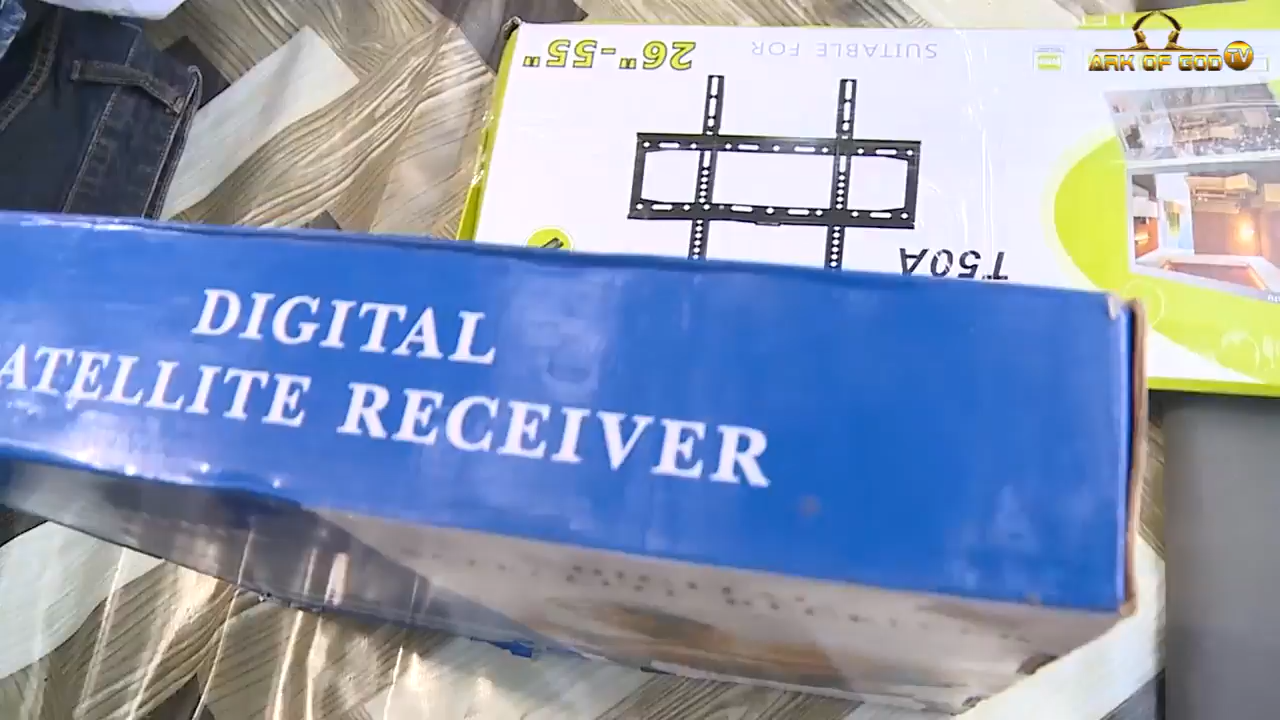 26"-55"
SUITABLE FOR
ARK OF GOD TV
T50A
DIGITAL
ATELLITE RECEIVER